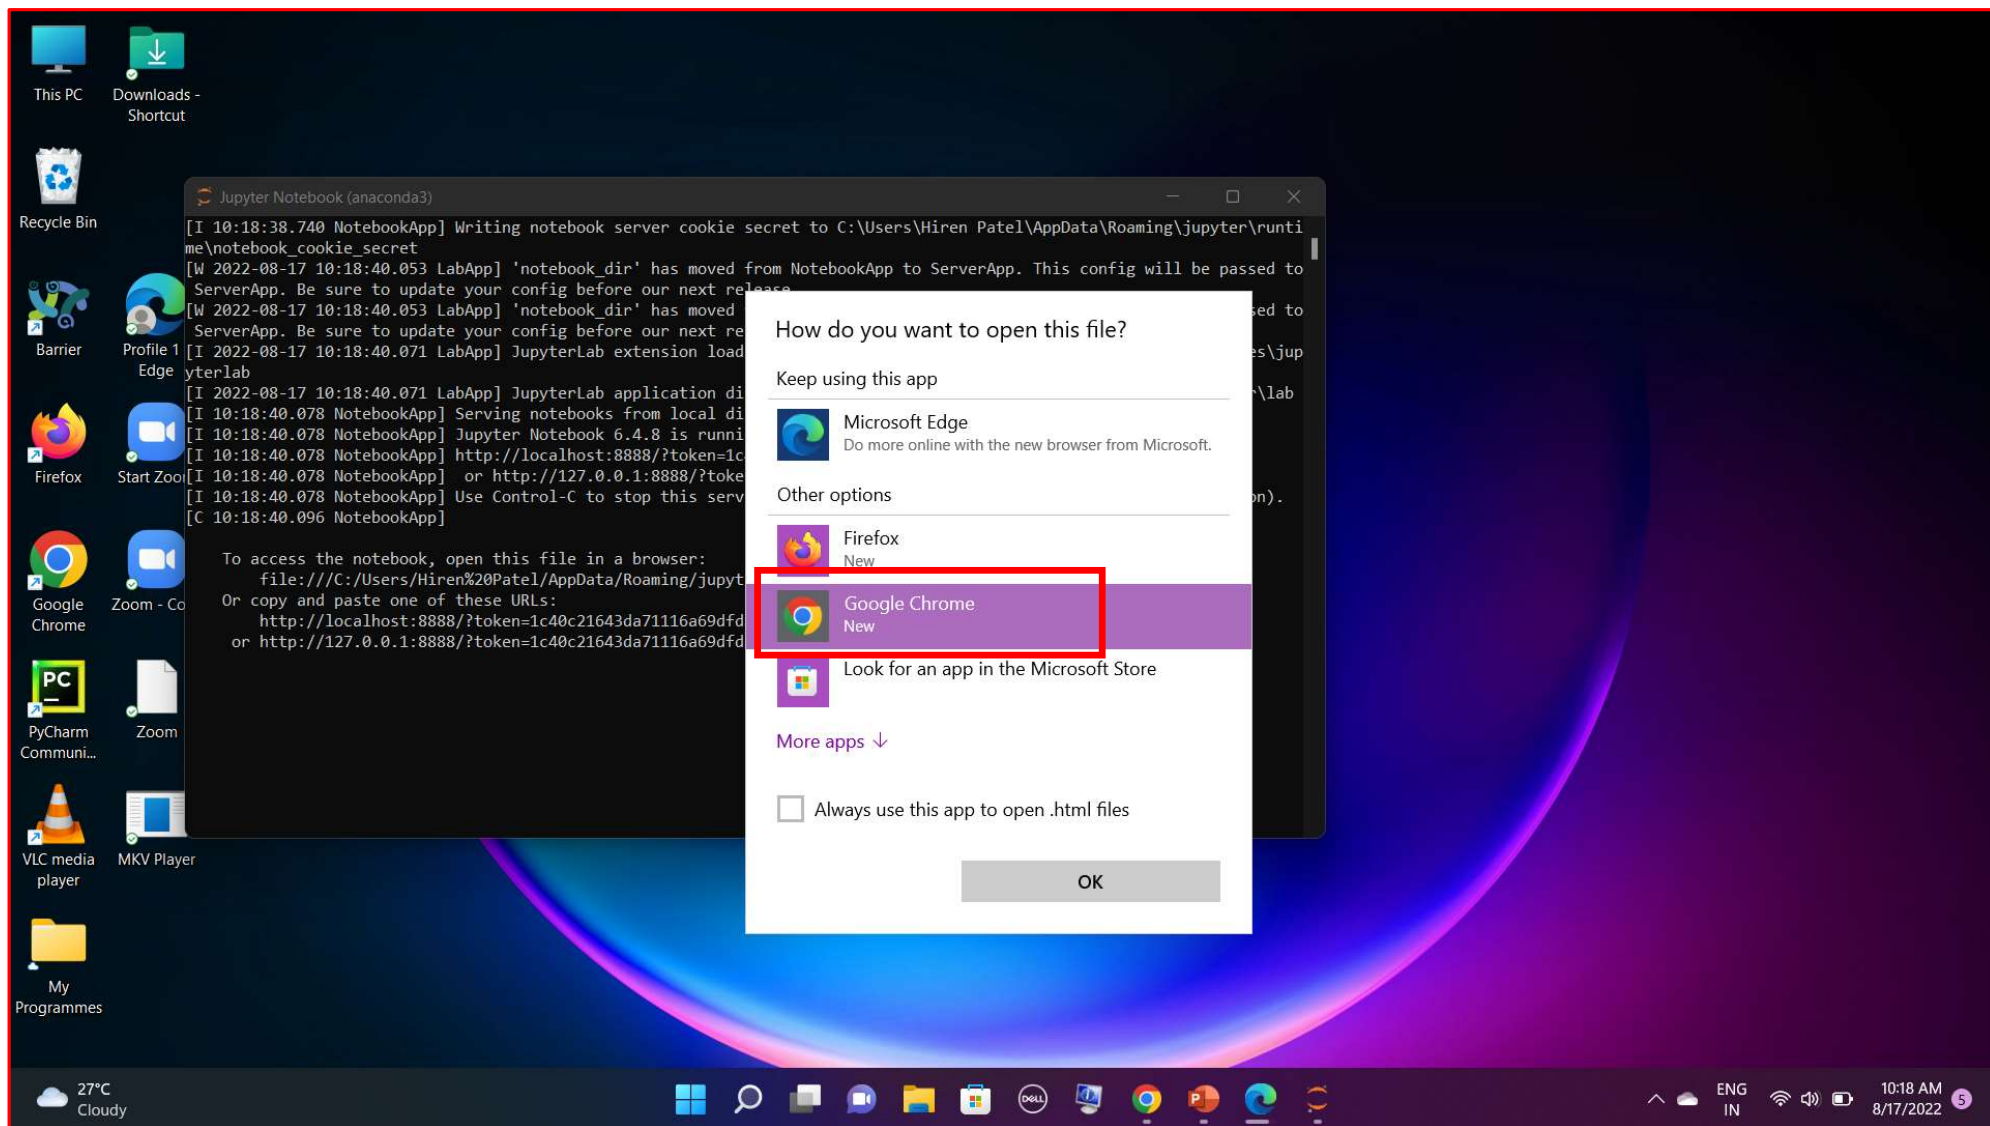 This PC
Downloads -
Shortcut
Recycle Bin
Barrier
Profile 1
Edge
Firefox
Start Zoo
Google
Chrome
Zoom - Co
PyCharm
Communi...
Zoom
VLC media
player
MKV Player
My
Programmes
Jupyter Notebook (anaconda3)
[I 10:18:38.740 NotebookApp] Writing notebook server cookie secret to C:\Users\Hiren Patel\AppData\Roaming\jupyter\runti
me\notebook_cookie_secret
[W 2022-08-17 10:18:40.053 LabApp] 'notebook_dir' has moved from NotebookApp to ServerApp. This config will be passed to
ServerApp. Be sure to update your config before our next release.
[W 2022-08-17 10:18:40.053 LabApp] 'notebook_dir' has moved sed to
ServerApp. Be sure to update your config before our next re
[I 2022-08-17 10:18:40.071 LabApp] JupyterLab extension load es\jup
yterlab
[I 2022-08-17 10:18:40.071 LabApp] JupyterLab application di \lab
[I 10:18:40.078 NotebookApp] Serving notebooks from local di
[I 10:18:40.078 NotebookApp] Jupyter Notebook 6.4.8 is runni
[I 10:18:40.078 NotebookApp] http://localhost:8888/?token=1c
[I 10:18:40.078 NotebookApp]  or http://127.0.0.1:8888/?toke
[I 10:18:40.078 NotebookApp] Use Control-C to stop this serv on).
[C 10:18:40.096 NotebookApp]
To access the notebook, open this file in a browser:
file:///C:/Users/Hiren%20Patel/AppData/Roaming/jupyt
Or copy and paste one of these URLs:
http://localhost:8888/?token=1c40c21643da71116a69dfd
or http://127.0.0.1:8888/?token=1c40c21643da71116a69dfd
How do you want to open this file?
Keep using this app
Microsoft Edge
Do more online with the new browser from Microsoft.
Other options
Firefox
New
Google Chrome
New
Look for an app in the Microsoft Store
More apps ↓
Always use this app to open .html files
OK
PC
27°C
Cloudy
DELL
P
ENG
IN
10:18 AM
8/17/2022
5